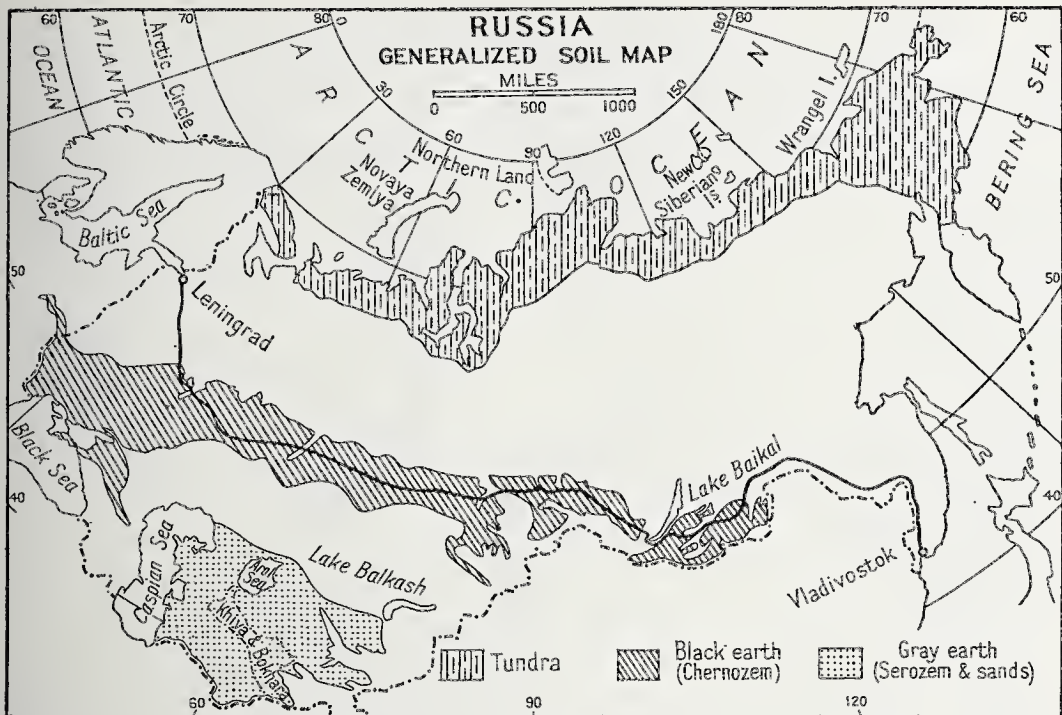 RUSSIA
GENERALIZED SOIL MAP
MILES
0 500 1000
60
70
80
0
180
80
70
60
OCEAN
ATLANTIC
Arctic Circle
ARCTIC OCEAN
30
60
90
120
150
Northern Land
Novaya
Zemlya
New
Siberian
Is.
Wrangel I.
BERING SEA
Baltic Sea
50
Leningrad
50
Black Sea
40
Lake Baikal
40
Caspian Sea
Aral
Sea
Lake Balkash
Khiva & Bokhara
Vladivostok
Tundra
Black earth
(Chernozem)
Gray earth
(Serozem & sands)
60
90
120